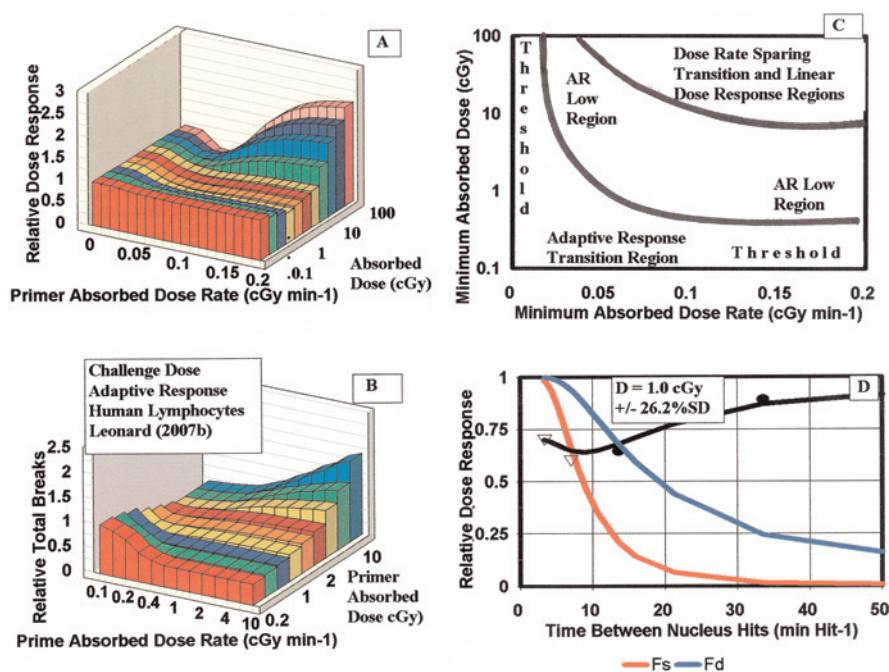 A
Relative Dose Response
3
2.5
2
1.5
1
0.5
0
0
0.05
0.1
0.15
0.2
.0.1
1
10
100
Absorbed
Dose (cGy)
Primer Absorbed Dose Rate (cGy min-1)
B
Challenge Dose
Adaptive Response
Human Lymphocytes
Leonard (2007b)
Relative Total Breaks
2.5
2
1.5
1
0.5
0
0.1
0.2
0.4
1
2
4
10
0.2
1
2
10
Primer
Absorbed
Dose cGy)
Prime Absorbed Dose Rate (cGy min-1)
C
Minimum Absorbed Dose (cGy)
100
10
1
0.1
Threshold
AR
Low
Region
Dose Rate Sparing
Transition and Linear
Dose Response Regions
AR Low
Region
Adaptive Response
Transition Region
Threshold
0
0.05
0.1
0.15
0.2
Minimum Absorbed Dose Rate (cGy min-1)
D
D = 1.0 cGy
+/- 26.2%SD
Relative Dose Response
1
0.75
0.5
0.25
0
0
10
20
30
40
50
Time Between Nucleus Hits (min Hit-1)
Fs
Fd